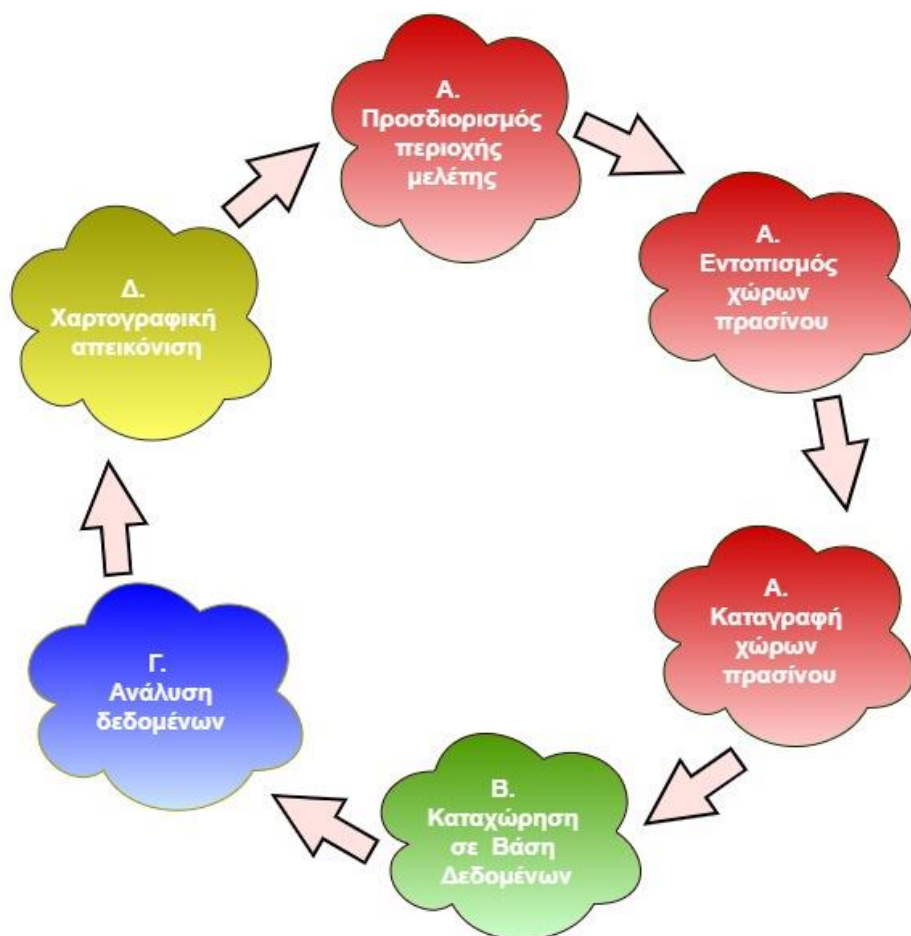 Α.
Προσδιορισμός
περιοχής
μελέτης
Α.
Εντοπισμός
χώρων
πρασίνου
Α.
Καταγραφή
χώρων
πρασίνου
Β.
Καταχώρηση
σε Βάση
Δεδομένων
Γ.
Ανάλυση
δεδομένων
Δ.
Χαρτογραφική
απεικόνιση